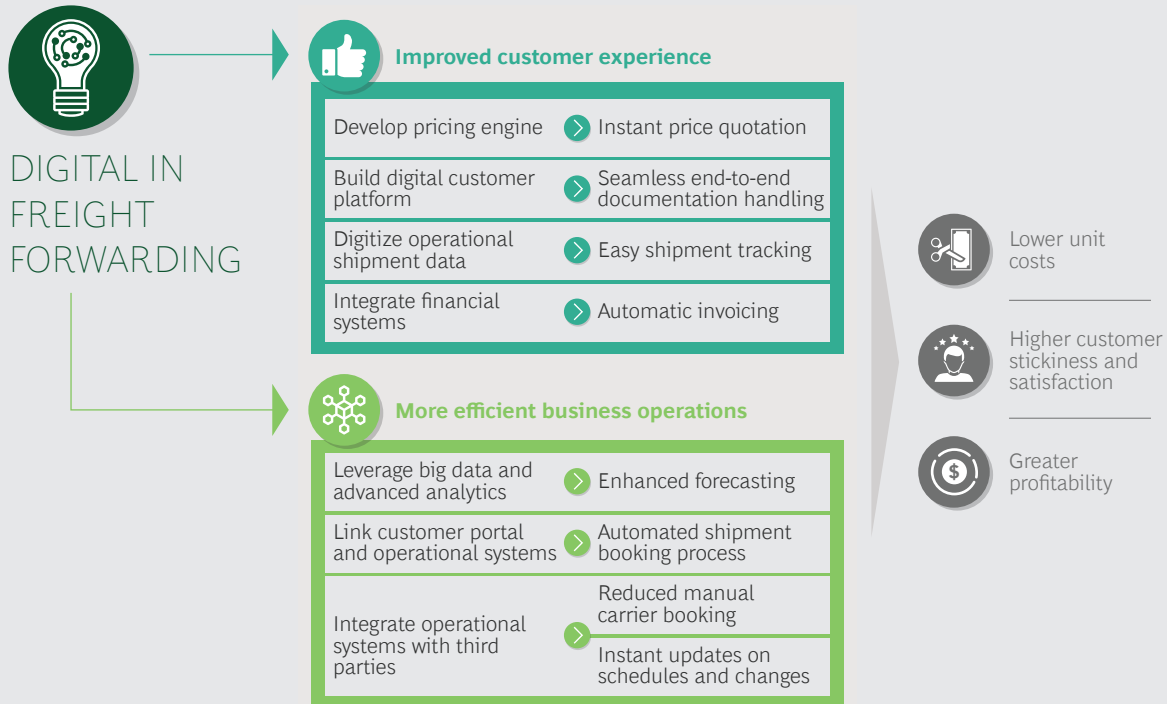 DIGITAL IN
FREIGHT
FORWARDING
Improved customer experience
Develop pricing engine
Instant price quotation
Build digital customer
platform
Seamless end-to-end
documentation handling
Digitize operational
shipment data
Easy shipment tracking
Integrate financial
systems
Automatic invoicing
More efficient business operations
Leverage big data and
advanced analytics
Enhanced forecasting
Link customer portal
and operational systems
Automated shipment
booking process
Integrate operational
systems with third
parties
Reduced manual
carrier booking
Instant updates on
schedules and changes
Lower unit
costs
Higher customer
stickiness and
satisfaction
$
Greater
profitability